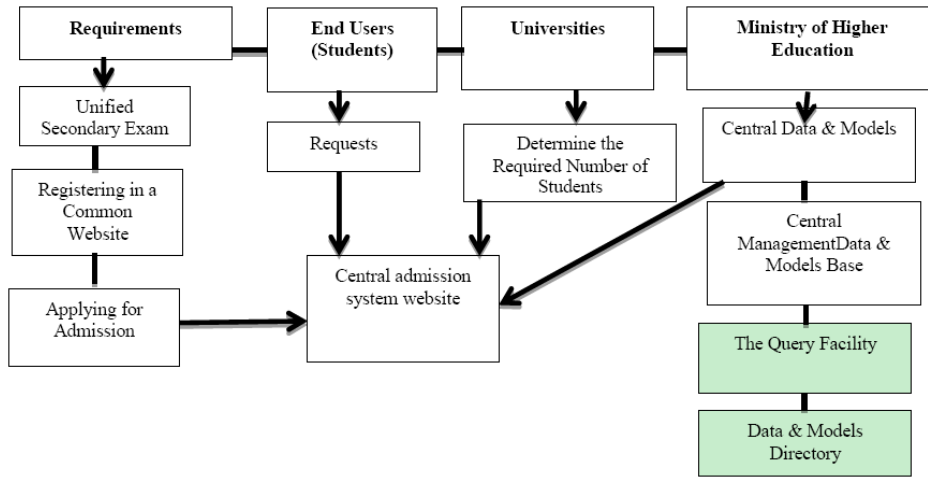 Requirements
End Users
(Students)
Universities
Ministry of Higher
Education
Unified
Secondary Exam
Requests
Determine the
Required Number of
Students
Central Data & Models
Registering in a
Common
Website
Central
ManagementData &
Models Base
Central admission
system website
Applying for
Admission
The Query Facility
Data & Models
Directory